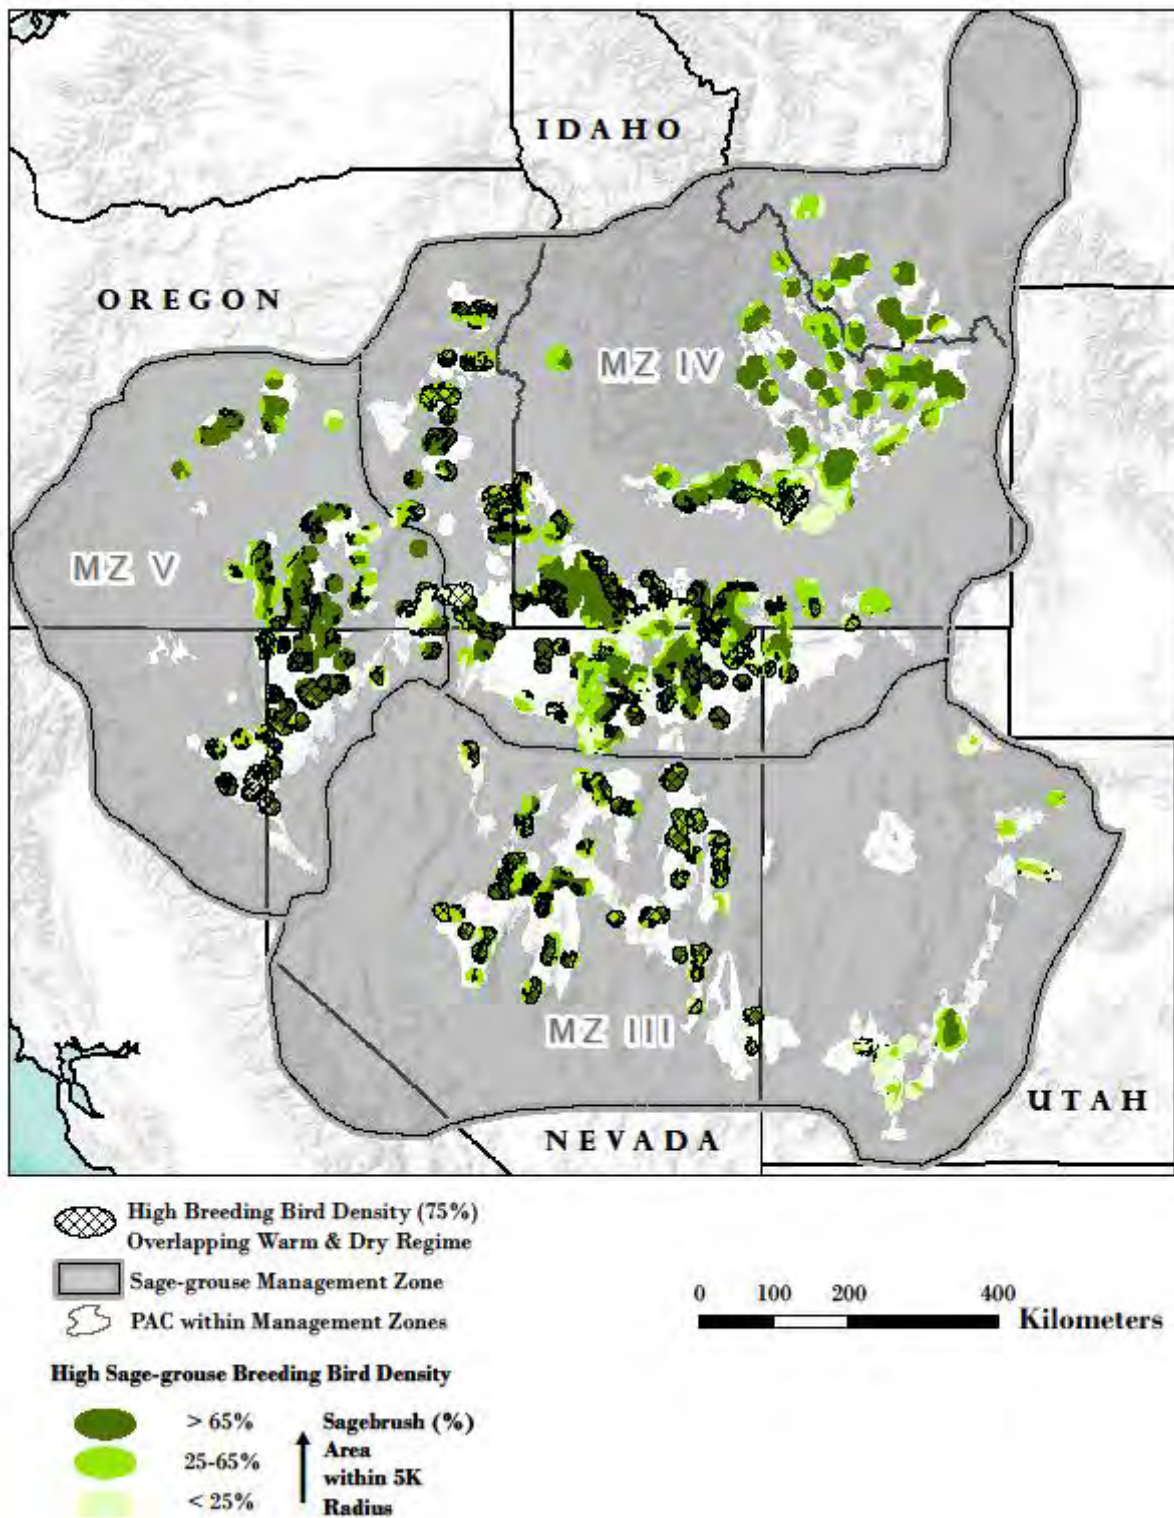 IDAHO
OREGON
MZ IV
MZ V
MZ III
UTAH
NEVADA
High Breeding Bird Density (75%)
Overlapping Warm & Dry Regime
Sage-grouse Management Zone
PAC within Management Zones
0 100 200 400
Kilometers
High Sage-grouse Breeding Bird Density
> 65%
25-65%
< 25%
Sagebrush (%)
Area
within 5K
Radius